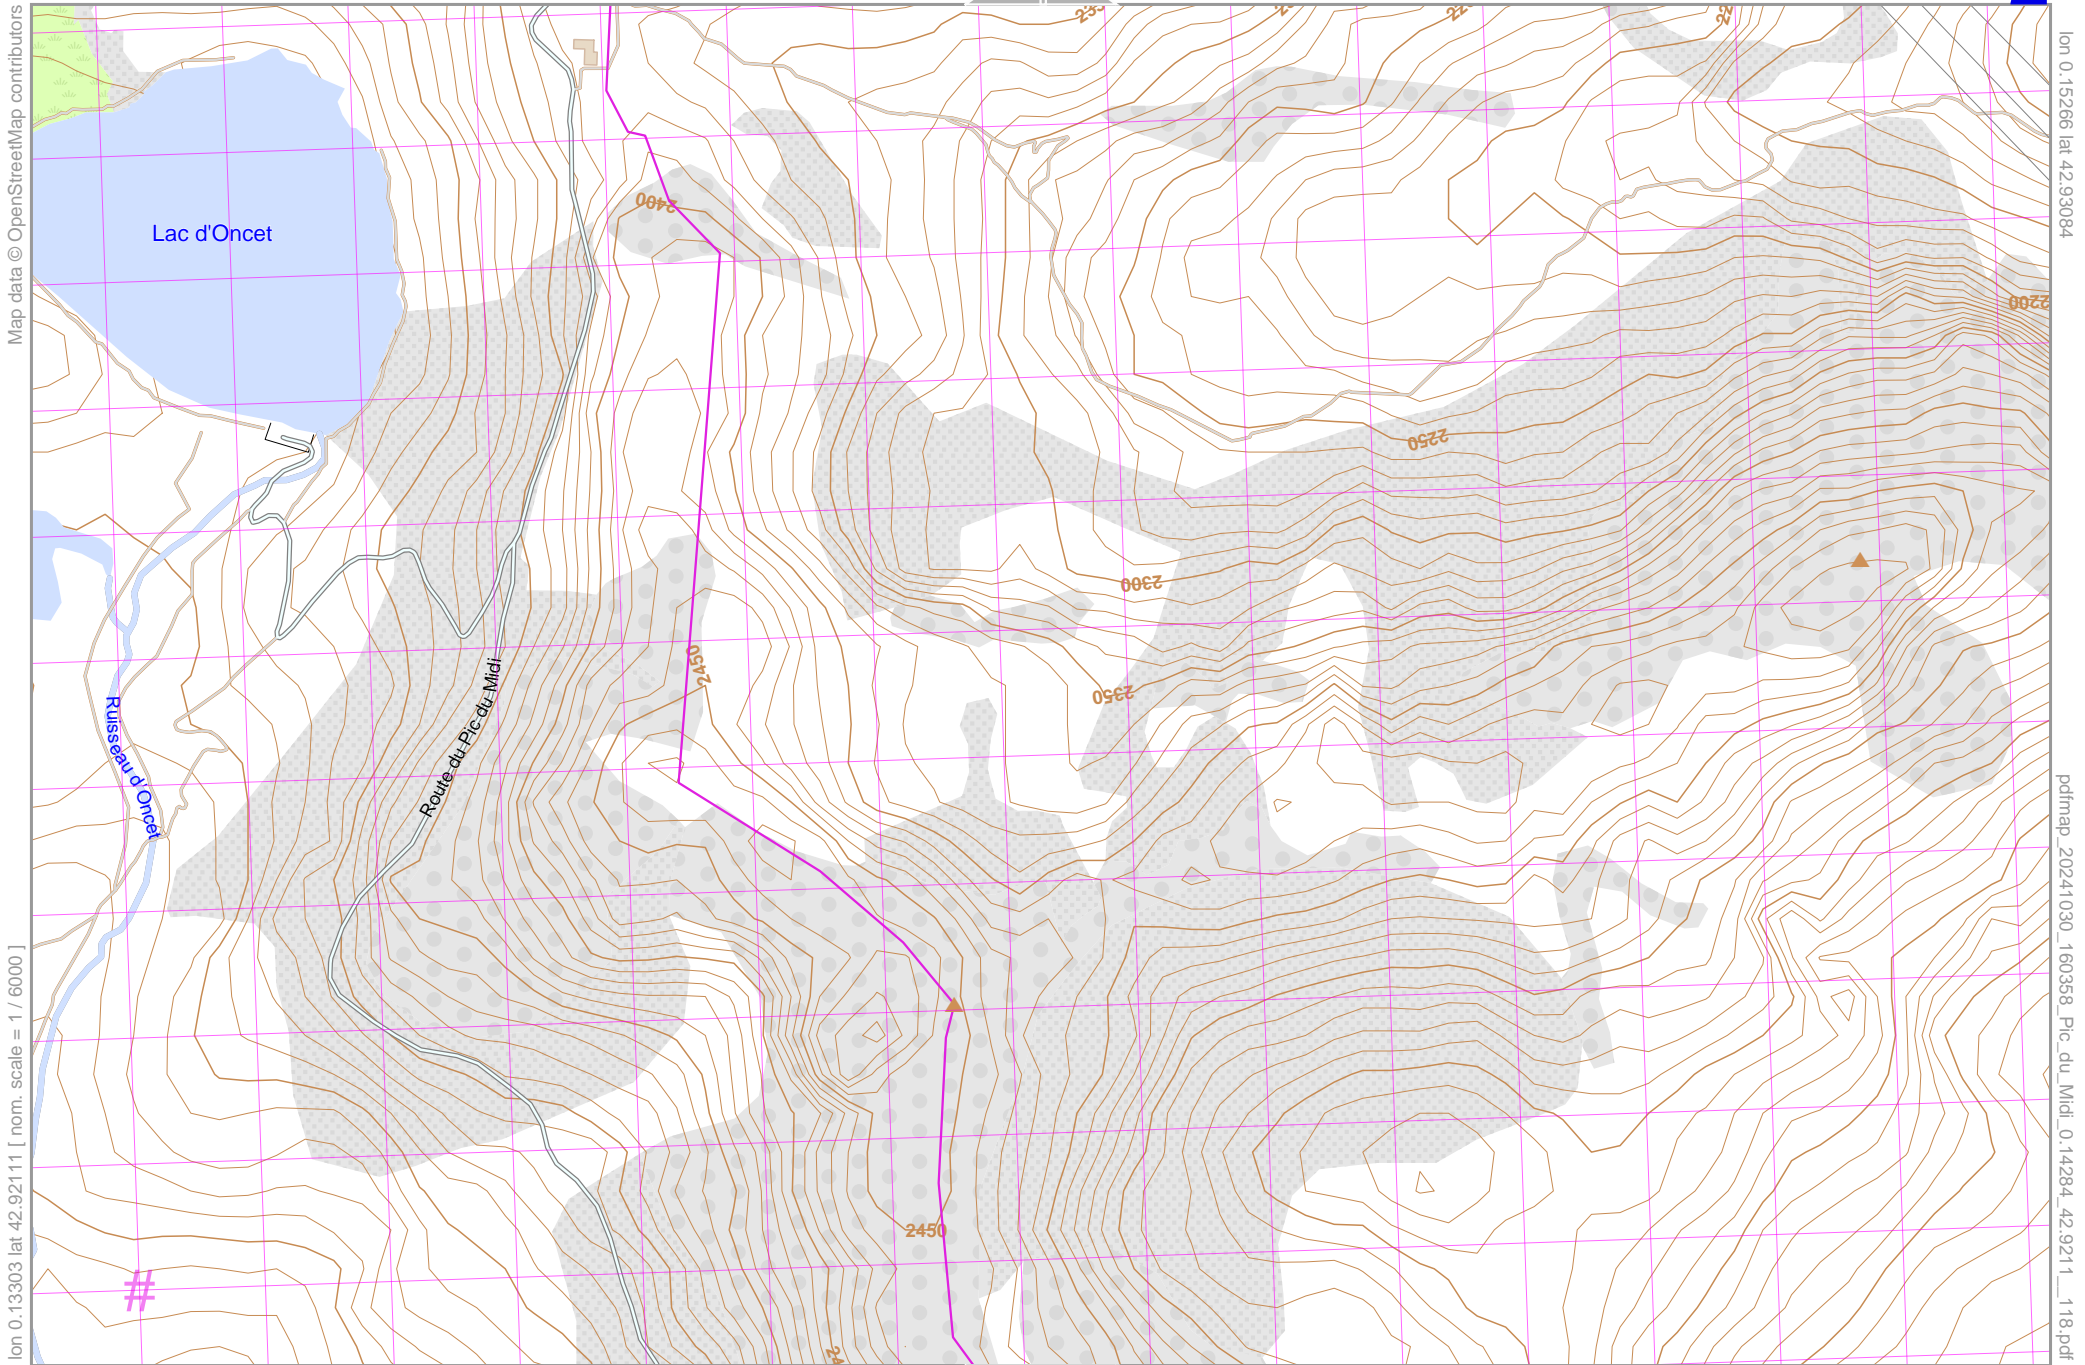 Map data © OpenStreetMap contributors
lon 0.15266 lat 42.93084
2400
Lac d'Oncet
2200
2250
2300
2450
2350
Route du Pic du Midi
Ruisseau d'Oncet
2450
#
lon 0.13303 lat 42.92111 [ nom. scale = 1 / 6000 ]
pdfmap_20241030_160358_Pic_du_Midi_0.14284_42.9211__118.pdf